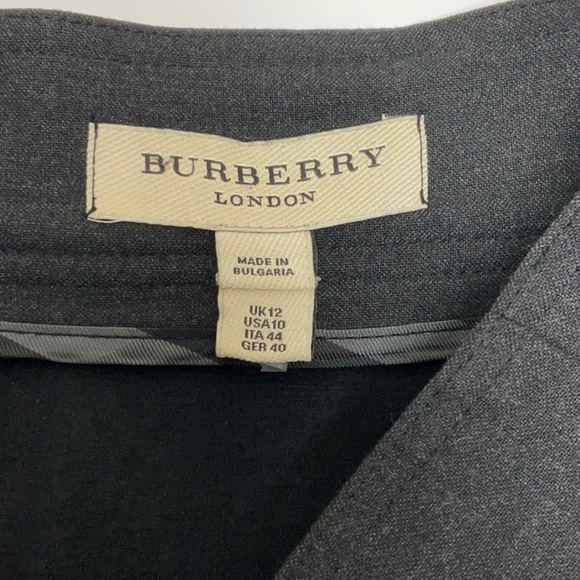 BURBERRY
LONDON
MADE IN
BULGARIA
UK12
USA10
ITA 44
GER 40